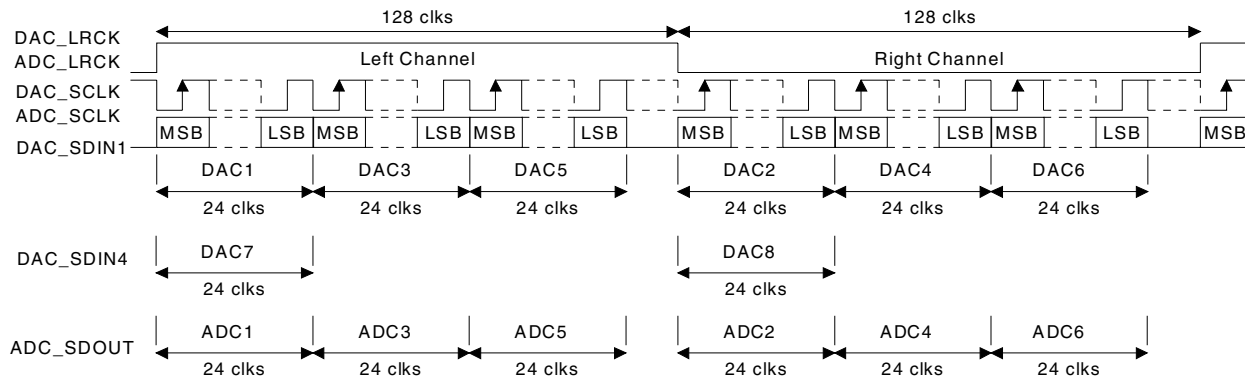 128 clks 128 clks
DAC_LRCK
ADC_LRCK Left Channel Right Channel
DAC_SCLK
ADC_SCLK
DAC_SDIN1 MSB LSB MSB LSB MSB LSB MSB LSB MSB LSB MSB LSB MSB
DAC1 DAC3 DAC5 DAC2 DAC4 DAC6
24 clks 24 clks 24 clks 24 clks 24 clks 24 clks
DAC_SDIN4 DAC7 DAC8
24 clks 24 clks
ADC_SDOUT ADC1 ADC3 ADC5 ADC2 ADC4 ADC6
24 clks 24 clks 24 clks 24 clks 24 clks 24 clks